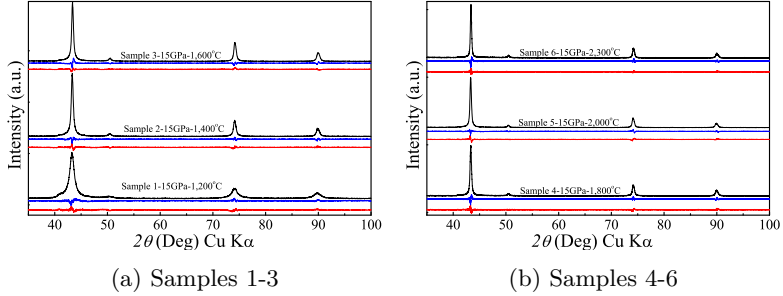 Intensity (a.u.)
Sample 3-15GPa-1,600°C
Sample 2-15GPa-1,400°C
Sample 1-15GPa-1,200°C
40 50 60 70 80 90 100
2θ (Deg) Cu Kα
(a) Samples 1-3
Intensity (a.u.)
Sample 6-15GPa-2,300°C
Sample 5-15GPa-2,000°C
Sample 4-15GPa-1,800°C
40 50 60 70 80 90 100
2θ (Deg) Cu Kα
(b) Samples 4-6